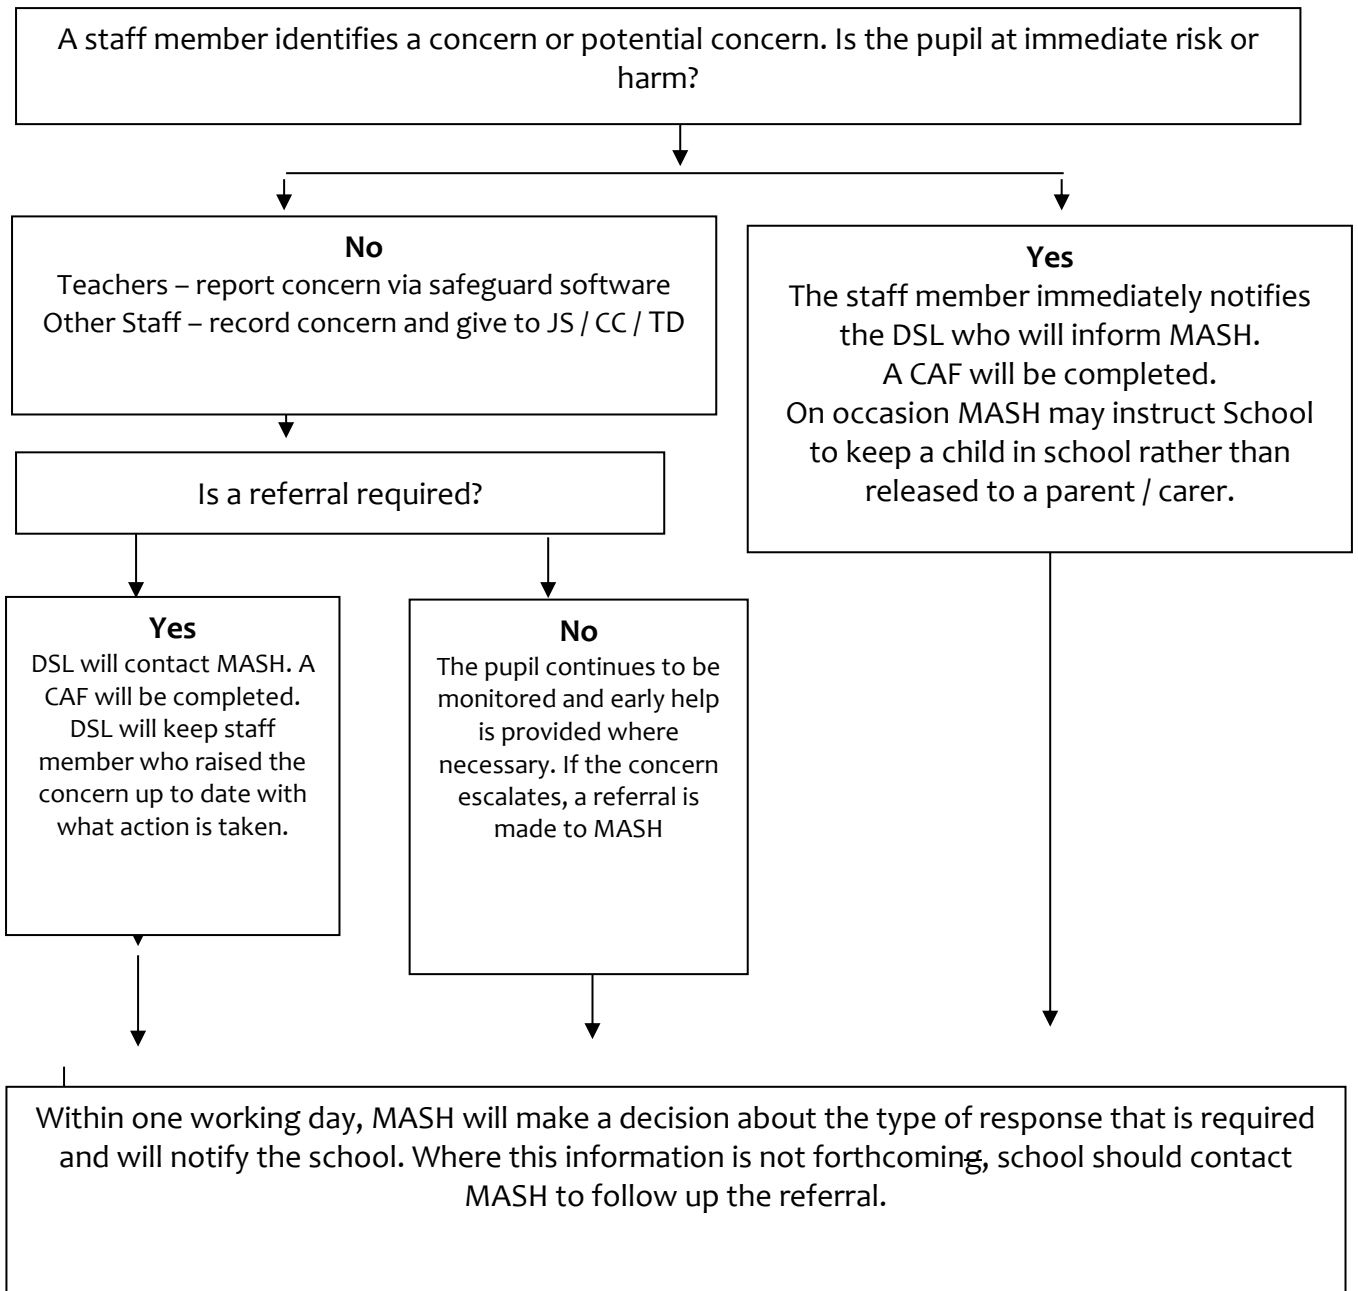 A staff member identifies a concern or potential concern. Is the pupil at immediate risk or
harm?
No
Teachers – report concern via safeguard software
Other Staff – record concern and give to JS / CC / TD
Yes
The staff member immediately notifies
the DSL who will inform MASH.
A CAF will be completed.
On occasion MASH may instruct School
to keep a child in school rather than
released to a parent / carer.
Is a referral required?
Yes
DSL will contact MASH. A
CAF will be completed.
DSL will keep staff
member who raised the
concern up to date with
what action is taken.
No
The pupil continues to be
monitored and early help
is provided where
necessary. If the concern
escalates, a referral is
made to MASH
Within one working day, MASH will make a decision about the type of response that is required
and will notify the school. Where this information is not forthcoming, school should contact
MASH to follow up the referral.